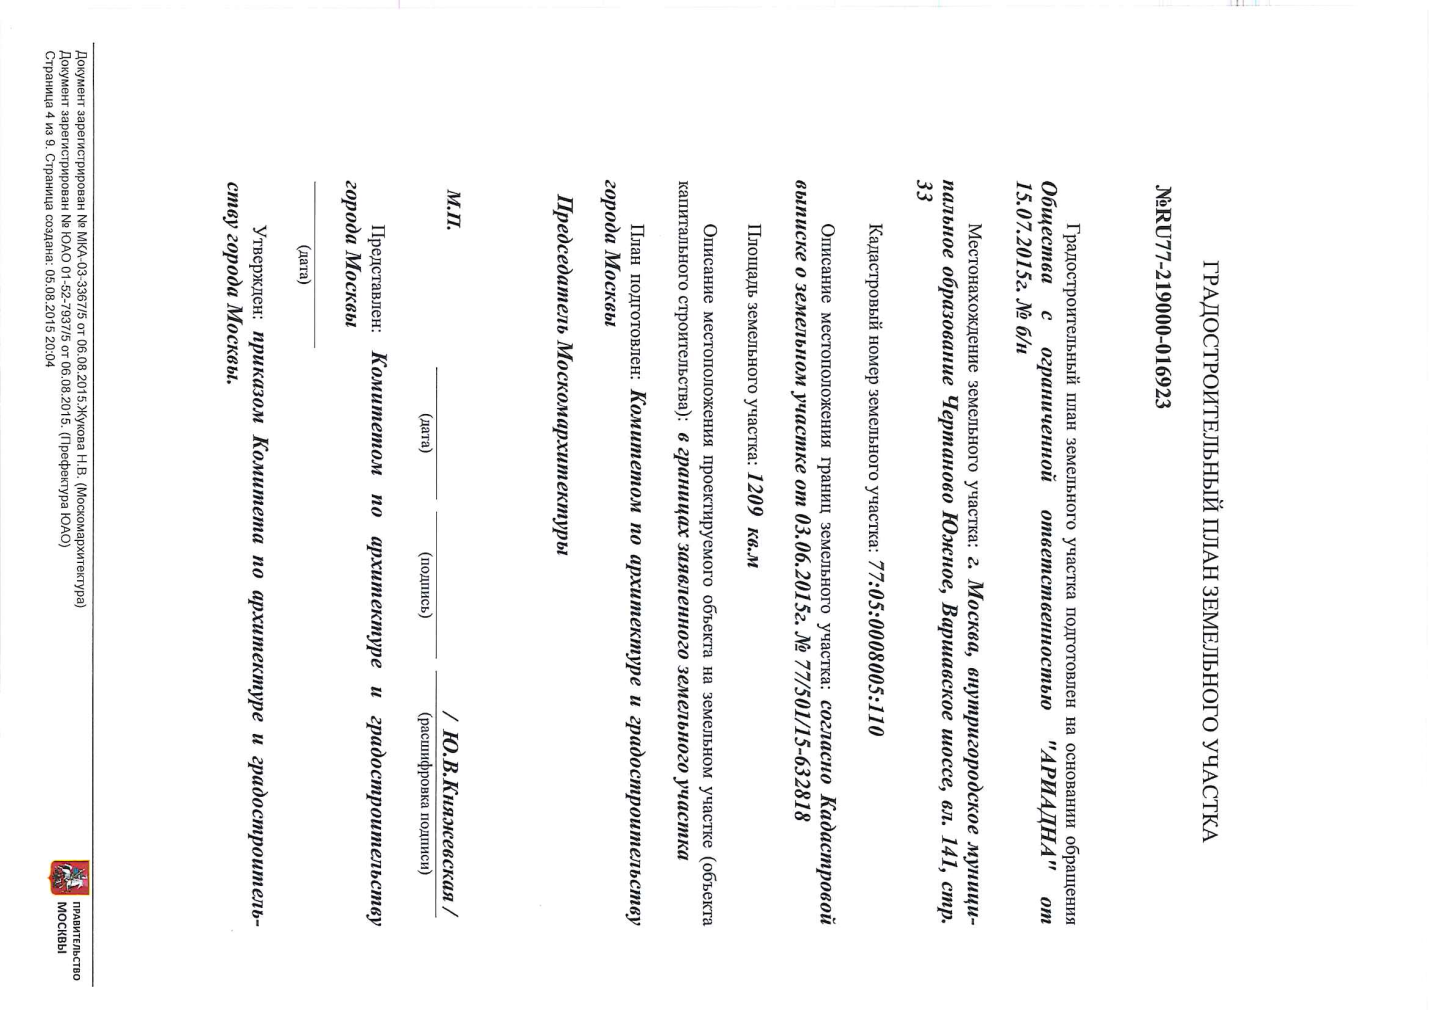 ГРАДОСТРОИТЕЛЬНЫЙ ПЛАН ЗЕМЕЛЬНОГО УЧАСТКА
№RU77-219000-016923
Градостроительный план земельного участка подготовлен на основании обращения
Общества с ограниченной ответственностью "АРИАДНА" от
15.07.2015г. № б/н
Местонахождение земельного участка: г. Москва, внутригородское муници-
пальное образование Чертаново Южное, Варшавское шоссе, вл. 141, стр.
33
Кадастровый номер земельного участка: 77:05:0008005:110
Описание местоположения границ земельного участка: согласно Кадастровой
выписке о земельном участке от 03.06.2015г. № 77/501/15-632818
Площадь земельного участка: 1209 кв.м
Описание местоположения проектируемого объекта на земельном участке (объекта
капитального строительства): в границах заявленного земельного участка
План подготовлен: Комитетом по архитектуре и градостроительству
города Москвы
Председатель Москомархитектуры
М.П. / Ю.В.Княжевская /
(дата) (подпись) (расшифровка подписи)
Представлен: Комитетом по архитектуре и градостроительству
города Москвы
(дата)
Утвержден: приказом Комитета по архитектуре и градостроитель-
ству города Москвы.
Документ зарегистрирован № МКА-03-3367/5 от 06.08.2015.Жукова Н.В. (Москомархитектура)
Документ зарегистрирован № ЮАО 01-52-7937/5 от 06.08.2015. (Префектура ЮАО)
Страница 4 из 9. Страница создана: 05.08.2015 20:04
ПРАВИТЕЛЬСТВО
МОСКВЫ